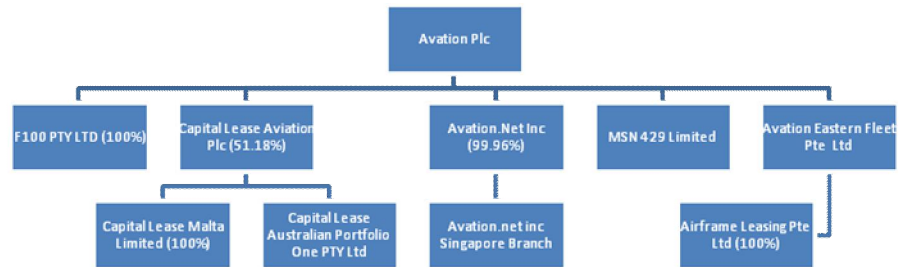 Avation Plc
F100 PTY LTD (100%)
Capital Lease Aviation
Plc (51.18%)
Avation.Net Inc
(99.96%)
MSN 429 Limited
Avation Eastern Fleet
Pte Ltd
Capital Lease Malta
Limited (100%)
Capital Lease
Australian Portfolio
One PTY Ltd
Avation.net inc
Singapore Branch
Airframe Leasing Pte
Ltd (100%)